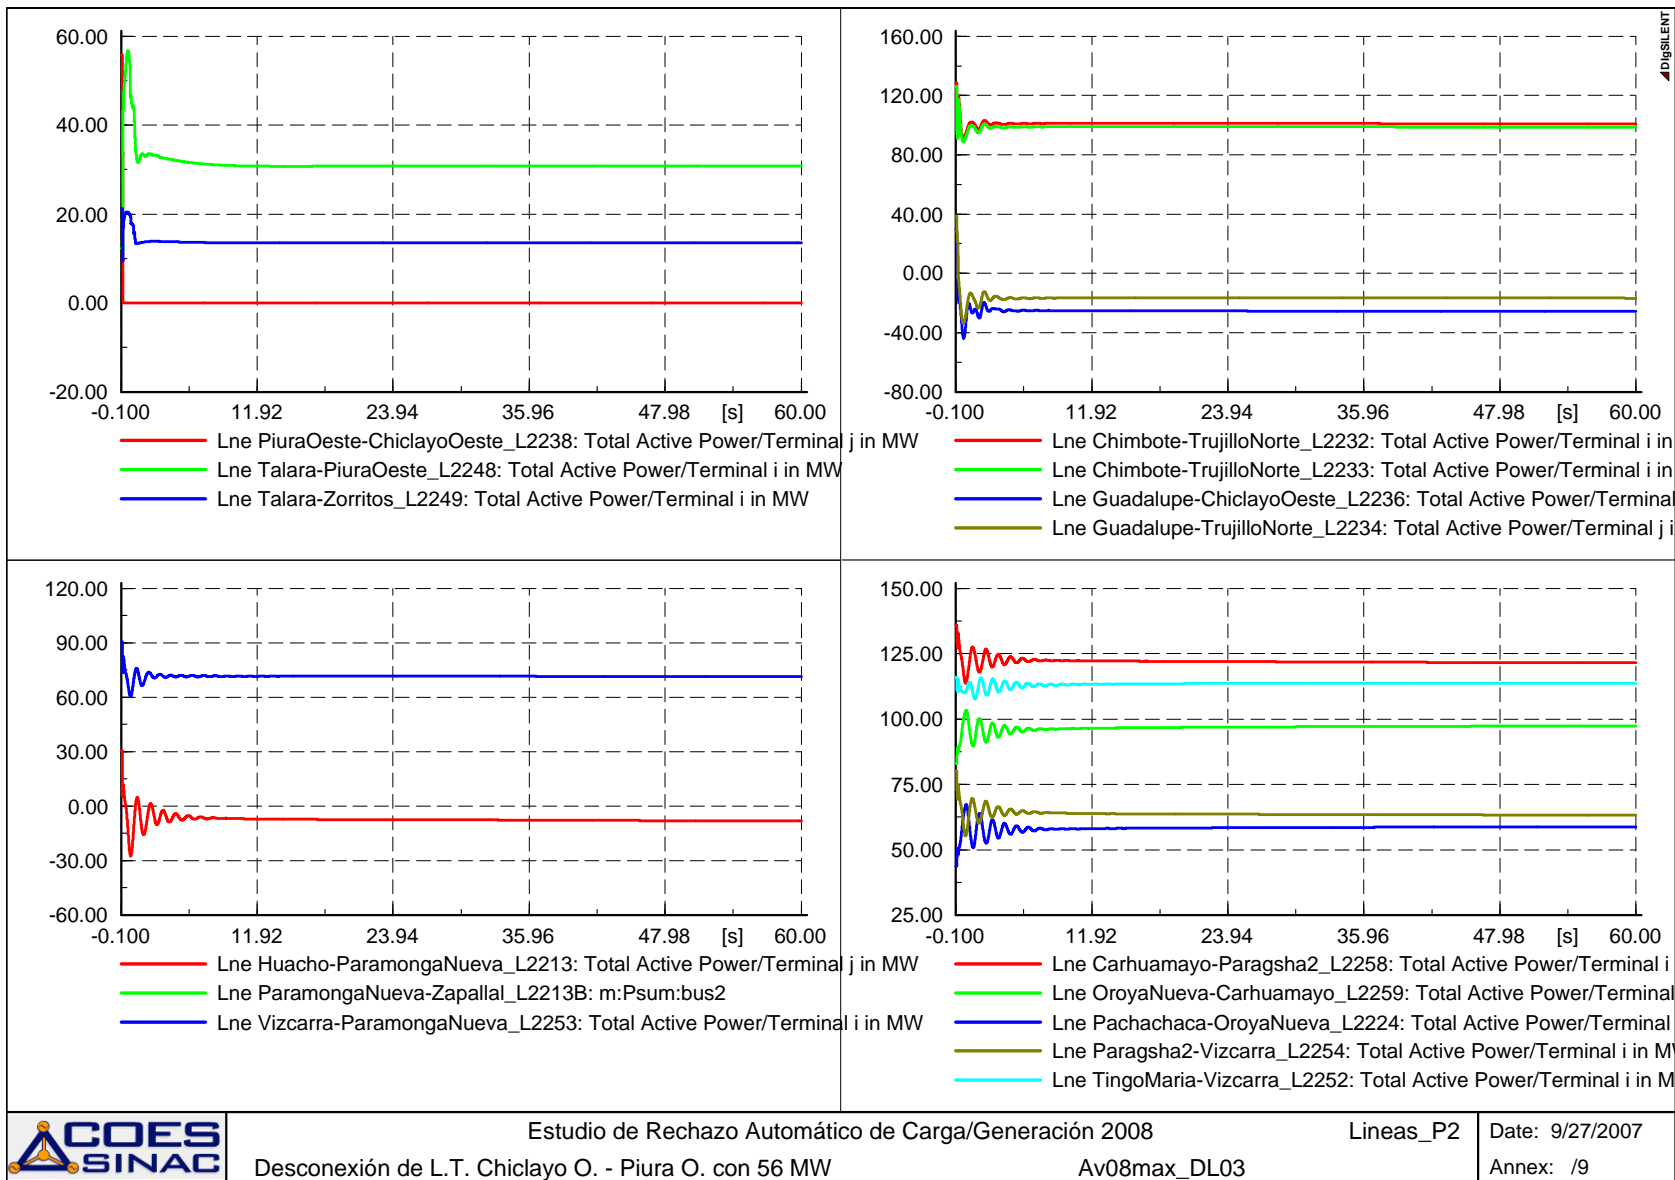 DIgSILENT
60.00
40.00
20.00
0.00
-20.00
-0.100 11.92 23.94 35.96 47.98 [s] 60.00
Lne PiuraOeste-ChiclayoOeste_L2238: Total Active Power/Terminal j in MW
Lne Talara-PiuraOeste_L2248: Total Active Power/Terminal i in MW
Lne Talara-Zorritos_L2249: Total Active Power/Terminal i in MW
160.00
120.00
80.00
40.00
0.00
-40.00
-80.00
-0.100 11.92 23.94 35.96 47.98 [s] 60.00
Lne Chimbote-TrujilloNorte_L2232: Total Active Power/Terminal i in
Lne Chimbote-TrujilloNorte_L2233: Total Active Power/Terminal i in
Lne Guadalupe-ChiclayoOeste_L2236: Total Active Power/Terminal
Lne Guadalupe-TrujilloNorte_L2234: Total Active Power/Terminal j i
120.00
90.00
60.00
30.00
0.00
-30.00
-60.00
-0.100 11.92 23.94 35.96 47.98 [s] 60.00
Lne Huacho-ParamongaNueva_L2213: Total Active Power/Terminal j in MW
Lne ParamongaNueva-Zapallal_L2213B: m:Psum:bus2
Lne Vizcarra-ParamongaNueva_L2253: Total Active Power/Terminal i in MW
150.00
125.00
100.00
75.00
50.00
25.00
-0.100 11.92 23.94 35.96 47.98 [s] 60.00
Lne Carhuamayo-Paragsha2_L2258: Total Active Power/Terminal i
Lne OroyaNueva-Carhuamayo_L2259: Total Active Power/Terminal
Lne Pachachaca-OroyaNueva_L2224: Total Active Power/Terminal
Lne Paragsha2-Vizcarra_L2254: Total Active Power/Terminal i in M
Lne TingoMaria-Vizcarra_L2252: Total Active Power/Terminal i in M
COES
SINAC
Estudio de Rechazo Automático de Carga/Generación 2008 Lineas_P2
Desconexión de L.T. Chiclayo O. - Piura O. con 56 MW Av08max_DL03
Date: 9/27/2007
Annex: /9